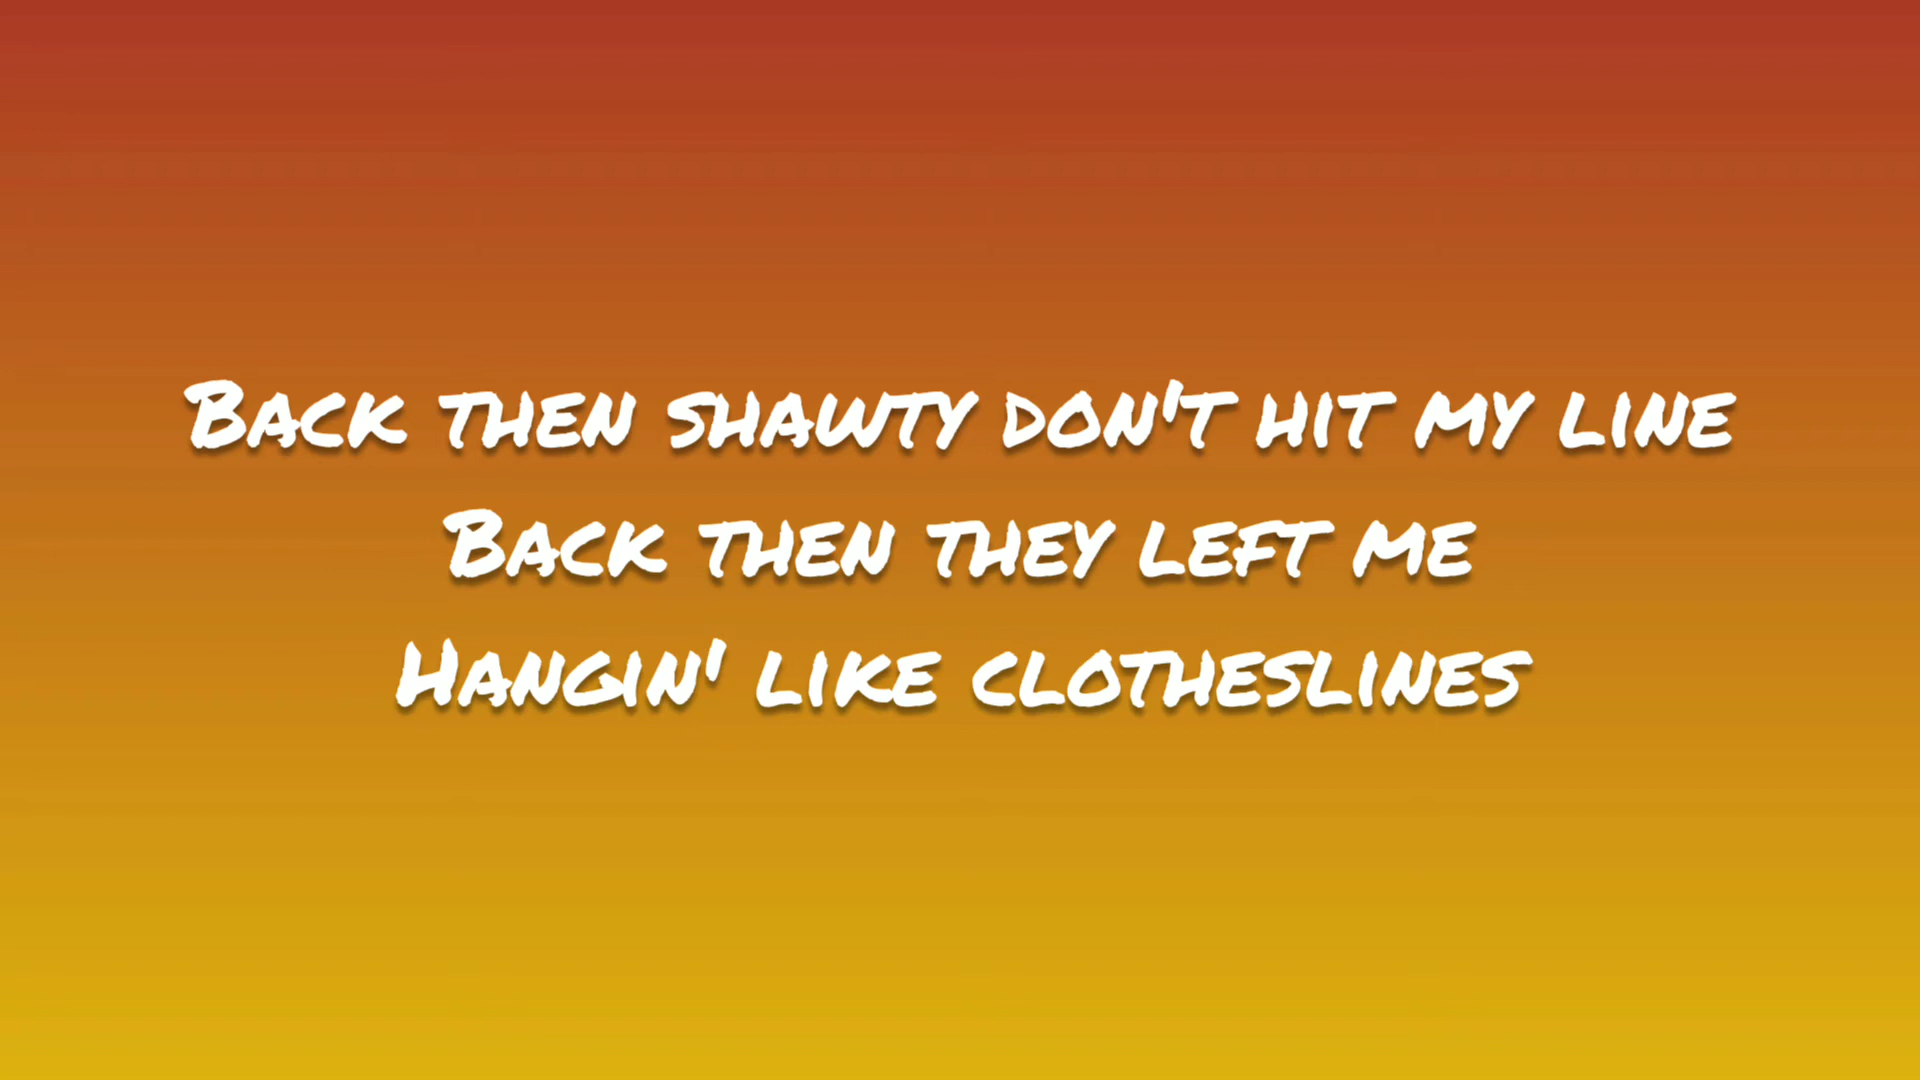 Back then shawty don't hit my line
Back then they left me
Hangin' like clotheslines